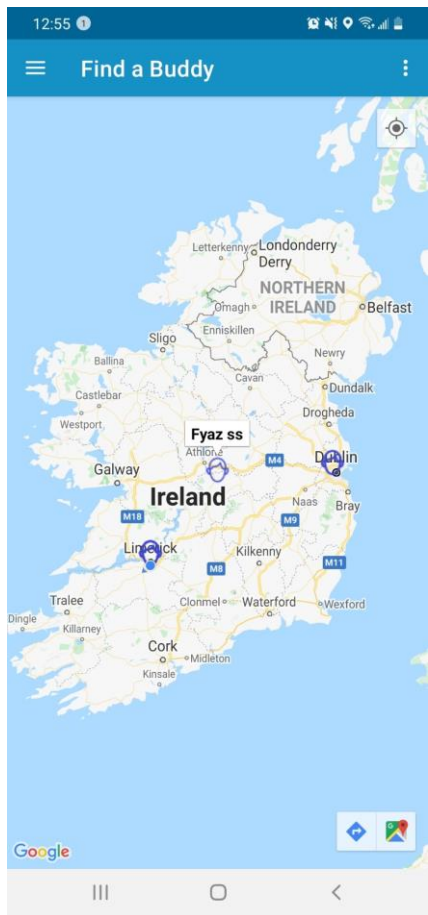 12:55 1
Find a Buddy
Letterkenny
Londonderry
Derry
NORTHERN
IRELAND
Omagh
Belfast
Enniskillen
Sligo
Newry
Ballina
Cavan
Dundalk
Castlebar
Drogheda
Westport
Fyaz ss
Athlone
M4
Dublin
Galway
Ireland
Naas
Bray
M18
M9
Limerick
Kilkenny
M8
M11
Tralee
Clonmel
Waterford
Wexford
Dingle
Killarney
Cork
Midleton
Kinsale
Google